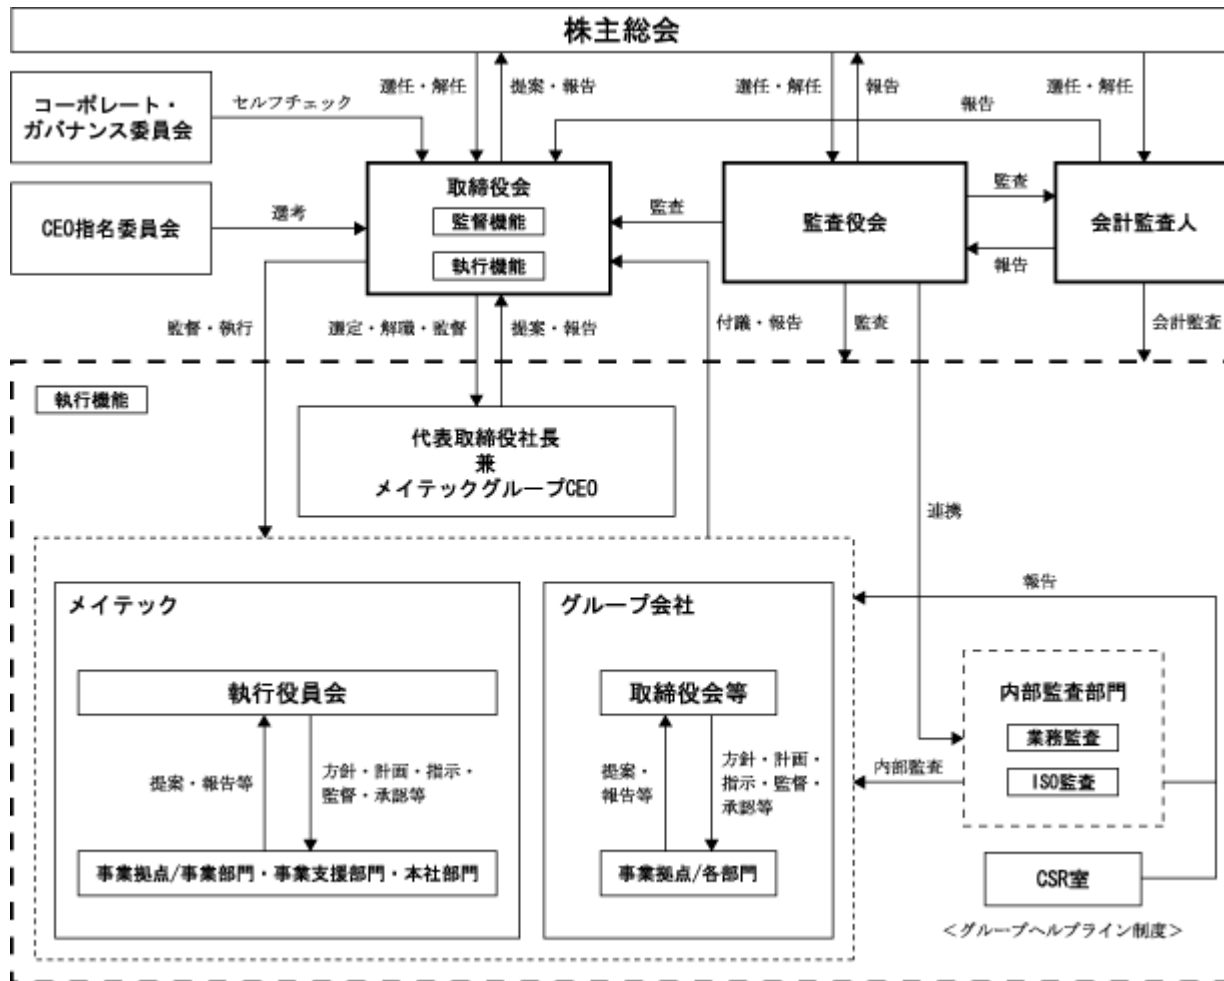 株主総会
選任・解任
提案・報告
選任・解任
報告
選任・解任
コーポレート・
ガバナンス委員会
セルフチェック
報告
CEO指名委員会
選考
取締役会
監督機能
執行機能
監査
監査役会
監査
報告
会計監査人
監督・執行
選定・解職・監督
提案・報告
付議・報告
監査
会計監査
執行機能
代表取締役社長
兼
メイテックグループCEO
連携
メイテック
執行役員会
提案・報告等
方針・計画・指示・
監督・承認等
事業拠点/事業部門・事業支援部門・本社部門
グループ会社
取締役会等
提案・
報告等
方針・計画・
指示・監督・
承認等
事業拠点/各部門
報告
内部監査部門
業務監査
ISO監査
内部監査
CSR室
<グループヘルプライン制度>